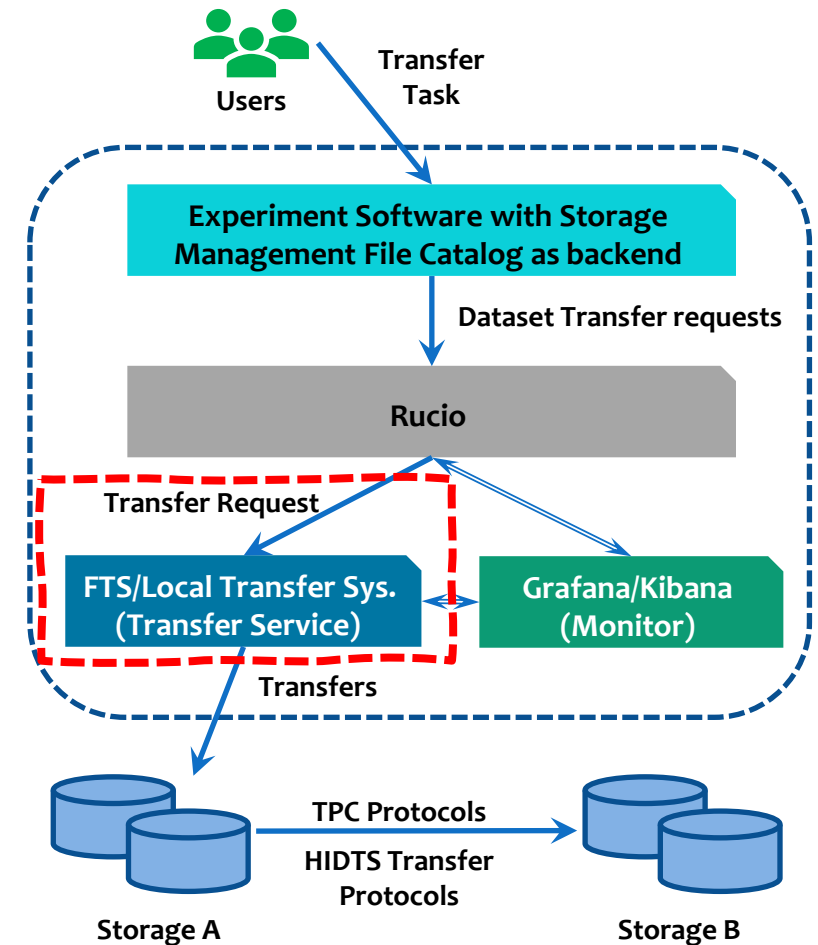 Transfer
Task
Users
Experiment Software with Storage
Management File Catalog as backend
Dataset Transfer requests
Rucio
Transfer Request
FTS/Local Transfer Sys.
(Transfer Service)
Grafana/Kibana
(Monitor)
Transfers
TPC Protocols
HIDTS Transfer
Protocols
Storage A
Storage B